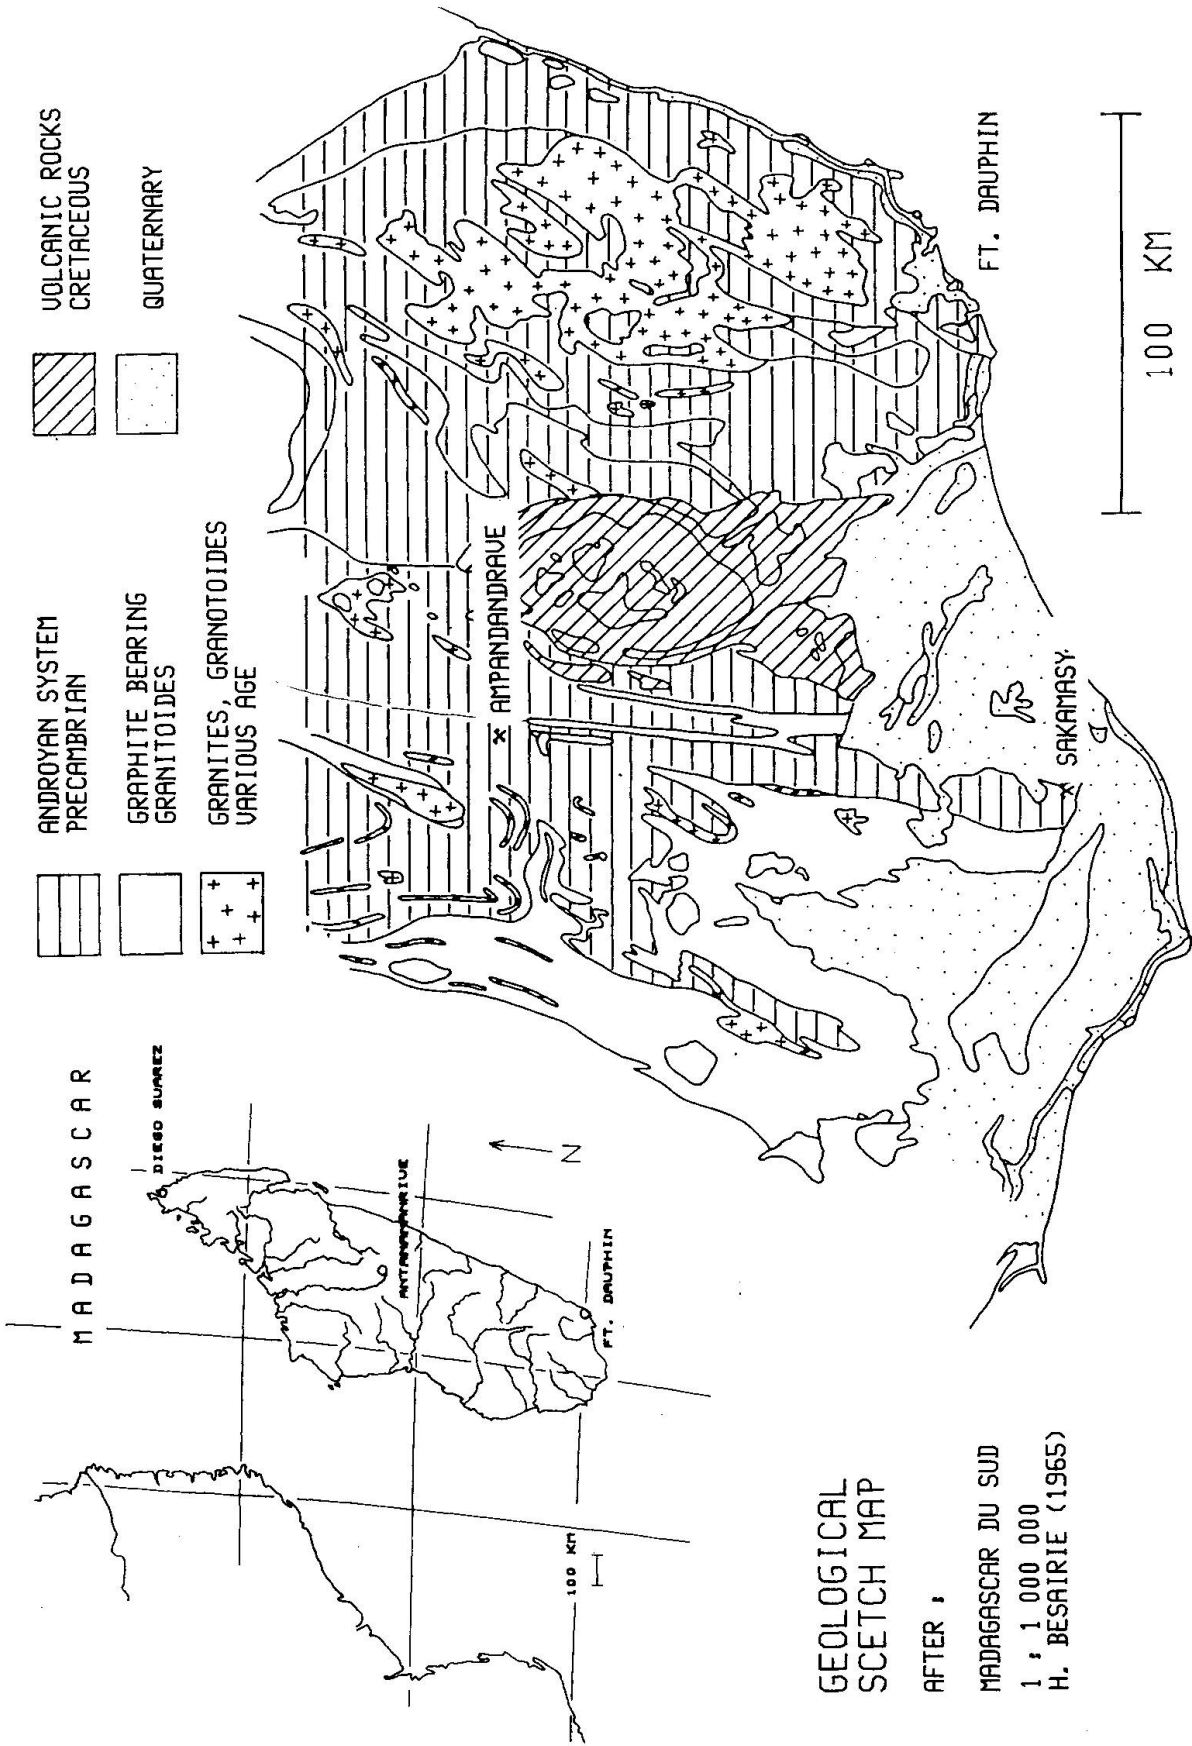 MADAGASCAR
DIEGO SUAREZ
ANTANANANRIVE
FT. DAUPHIN
N
100 KM
GEOLOGICAL
SCETCH MAP
AFTER :
MADAGASCAR DU SUD
1 : 1 000 000
H. BESAIRIE (1965)
ANDROYAN SYSTEM
PRECAMBRIAN
GRAPHITE BEARING
GRANITOIDES
GRANITES, GRANOTOIDES
VARIOUS AGE
VOLCANIC ROCKS
CRETACEOUS
QUATERNARY
AMPANDANDRAVE
SAKAMASY
FT. DAUPHIN
100 KM